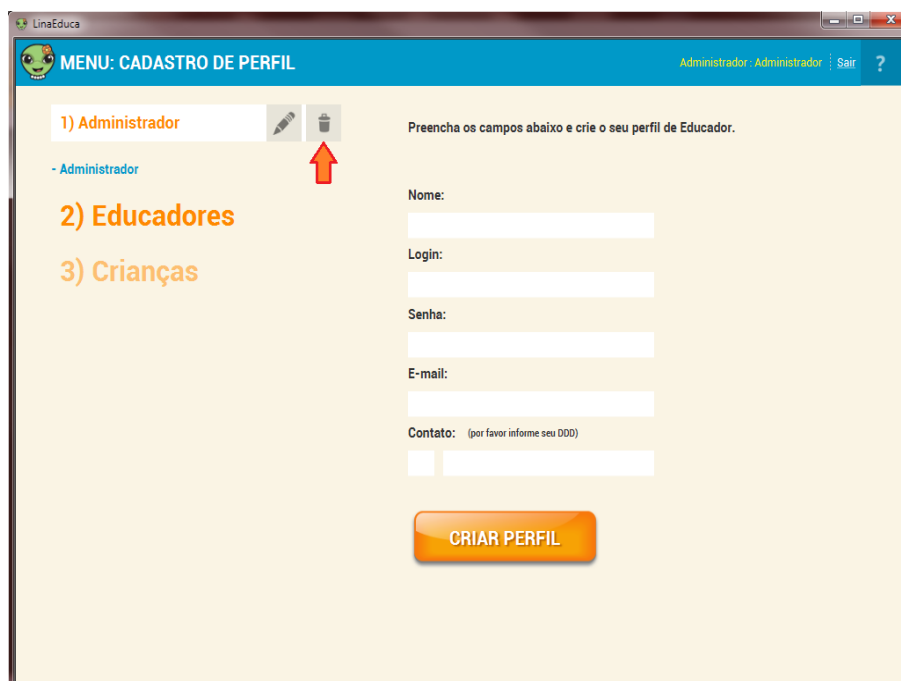 LinaEduca
MENU: CADASTRO DE PERFIL
Administrador : Administrador
Sair
?
1) Administrador
- Administrador
2) Educadores
3) Crianças
Preencha os campos abaixo e crie o seu perfil de Educador.
Nome:
Login:
Senha:
E-mail:
Contato: (por favor informe seu DDD)
CRIAR PERFIL